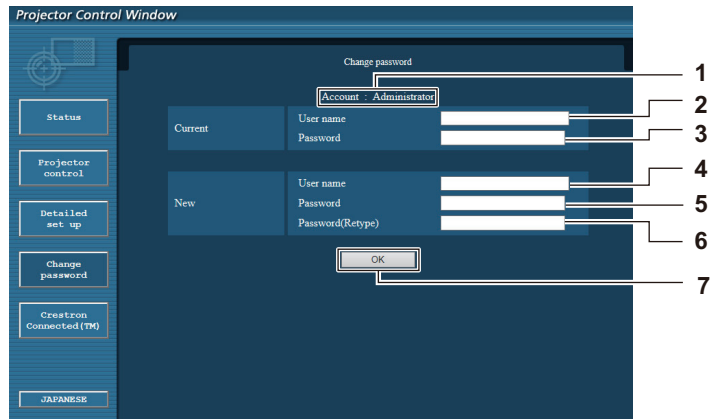 Projector Control Window
Change password
1
Account : Administrator
2
Status
Current
User name
Password
3
Projector
control
4
User name
New
Password
5
Detailed
set up
Password(Retype)
6
OK
Change
password
7
Crestron
Connected(TM)
JAPANESE